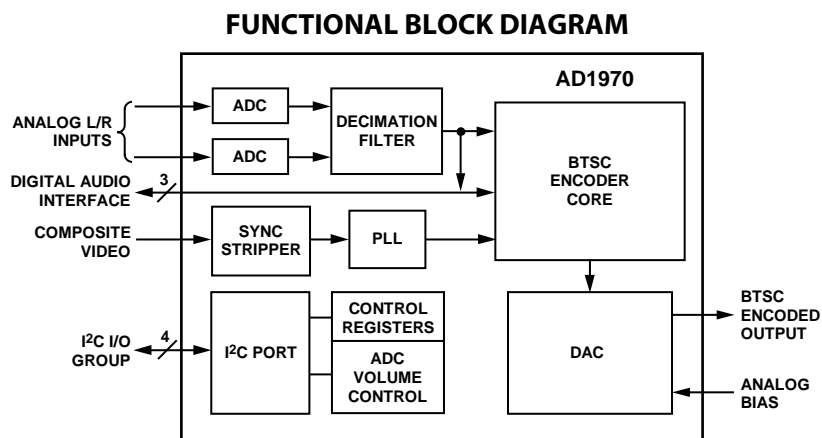 FUNCTIONAL BLOCK DIAGRAM
AD1970
ANALOG L/R
INPUTS
ADC
ADC
DECIMATION
FILTER
BTSC
ENCODER
CORE
DIGITAL AUDIO
INTERFACE
3
COMPOSITE
VIDEO
SYNC
STRIPPER
PLL
I²C I/O
GROUP
4
I²C PORT
CONTROL
REGISTERS
ADC
VOLUME
CONTROL
DAC
BTSC
ENCODED
OUTPUT
ANALOG
BIAS